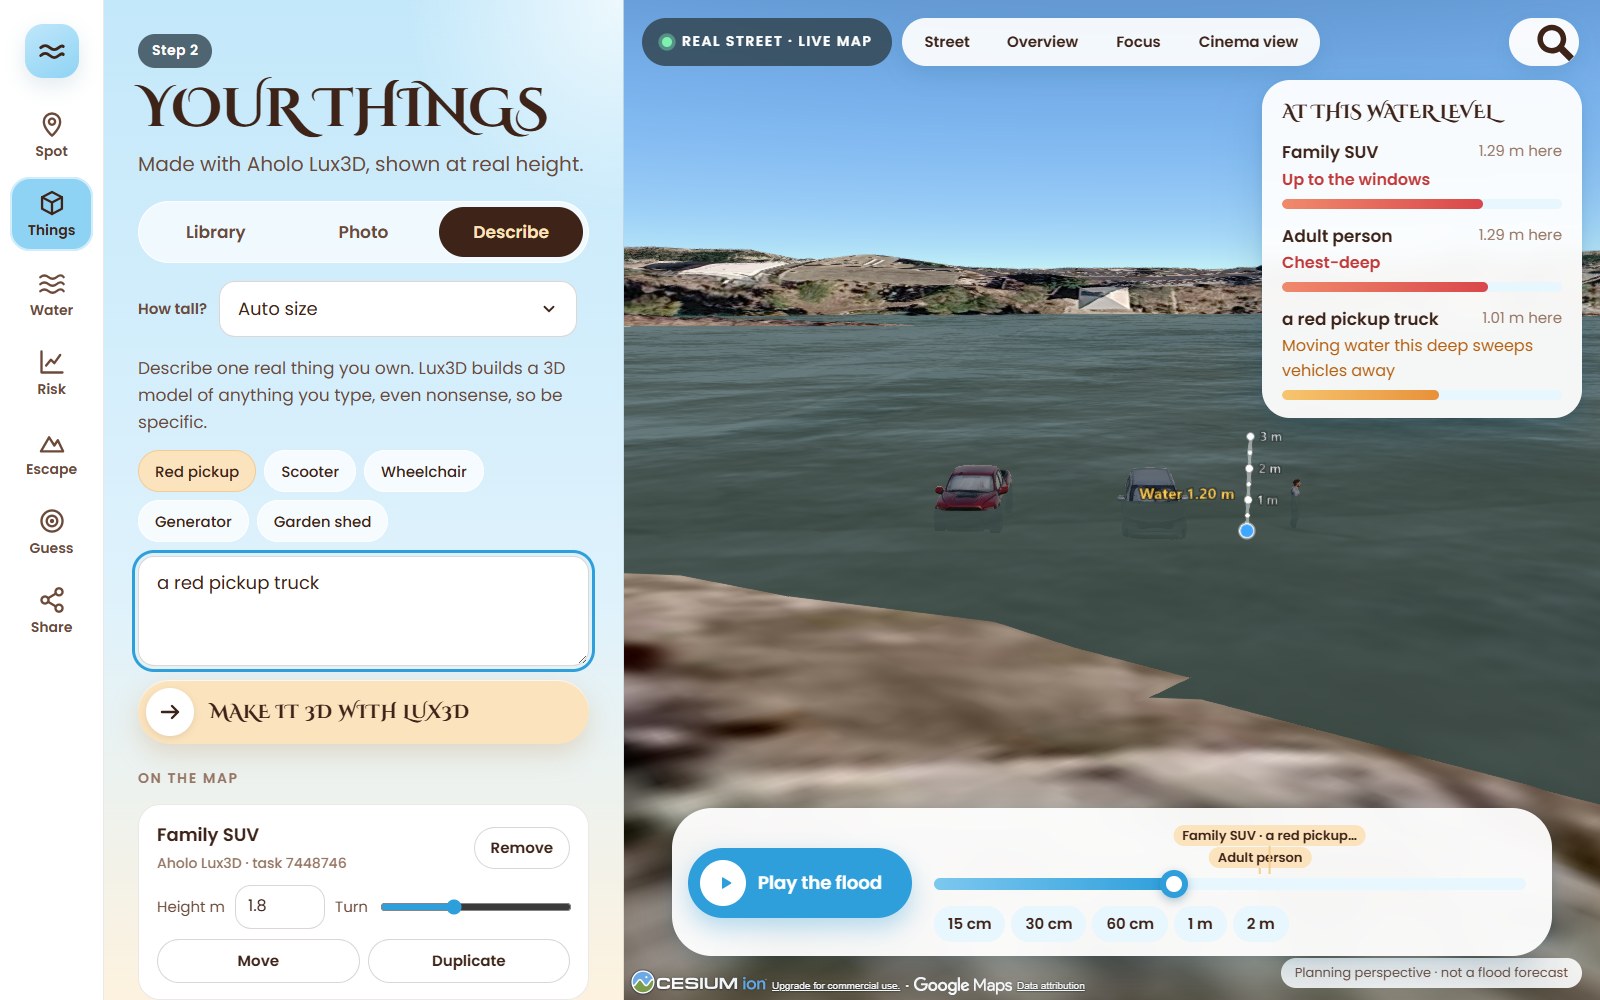 Spot
Things
Water
Risk
Escape
Guess
Share
Step 2
YOUR THINGS
Made with Aholo Lux3D, shown at real height.
Library
Photo
Describe
How tall?
Auto size
Describe one real thing you own. Lux3D builds a 3D
model of anything you type, even nonsense, so be
specific.
Red pickup
Scooter
Wheelchair
Generator
Garden shed
a red pickup truck
MAKE IT 3D WITH LUX3D
ON THE MAP
Family SUV
Aholo Lux3D · task 7448746
Remove
Height m
1.8
Turn
Move
Duplicate
REAL STREET · LIVE MAP
Street
Overview
Focus
Cinema view
AT THIS WATER LEVEL
Family SUV
1.29 m here
Up to the windows
Adult person
1.29 m here
Chest-deep
a red pickup truck
1.01 m here
Moving water this deep sweeps
vehicles away
3 m
2 m
Water 1.20 m
1 m
Family SUV · a red pickup...
Adult person
Play the flood
15 cm
30 cm
60 cm
1 m
2 m
Planning perspective · not a flood forecast
CESIUM ion
Upgrade for commercial use.
· Google Maps
Data attribution